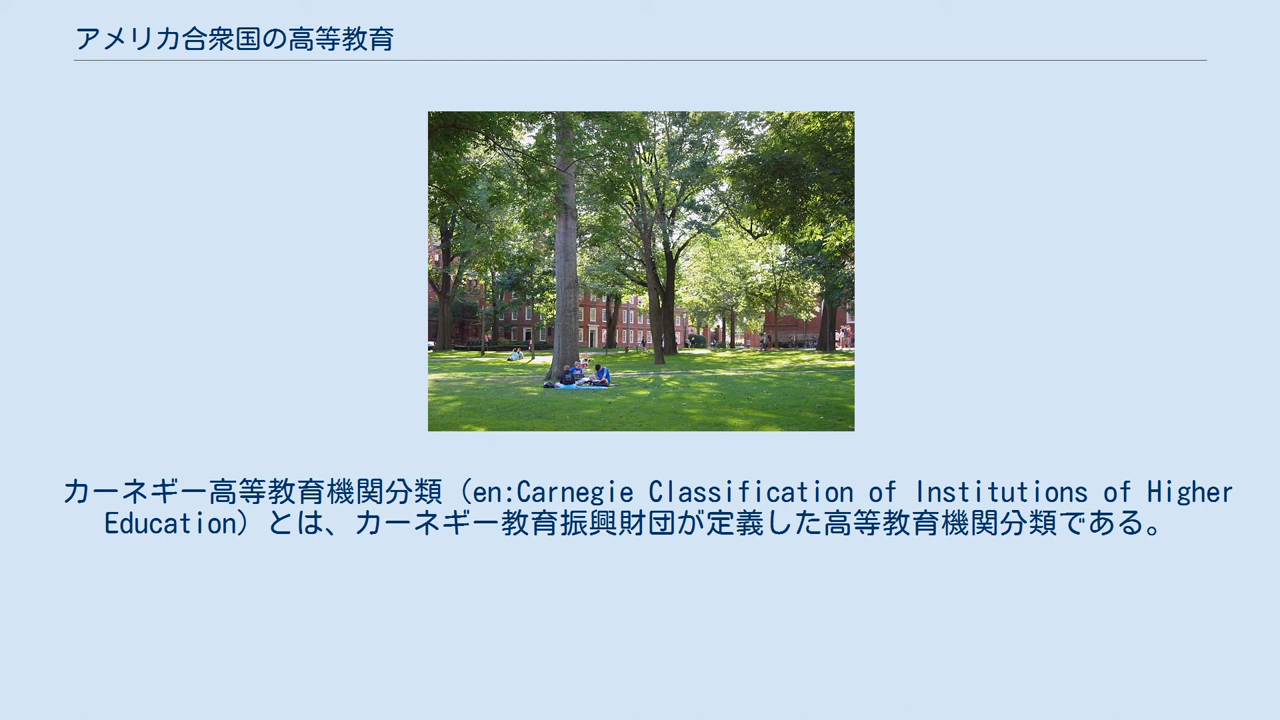 アメリカ合衆国の高等教育
カーネギー高等教育機関分類（en:Carnegie Classification of Institutions of Higher
Education）とは、カーネギー教育振興財団が定義した高等教育機関分類である。